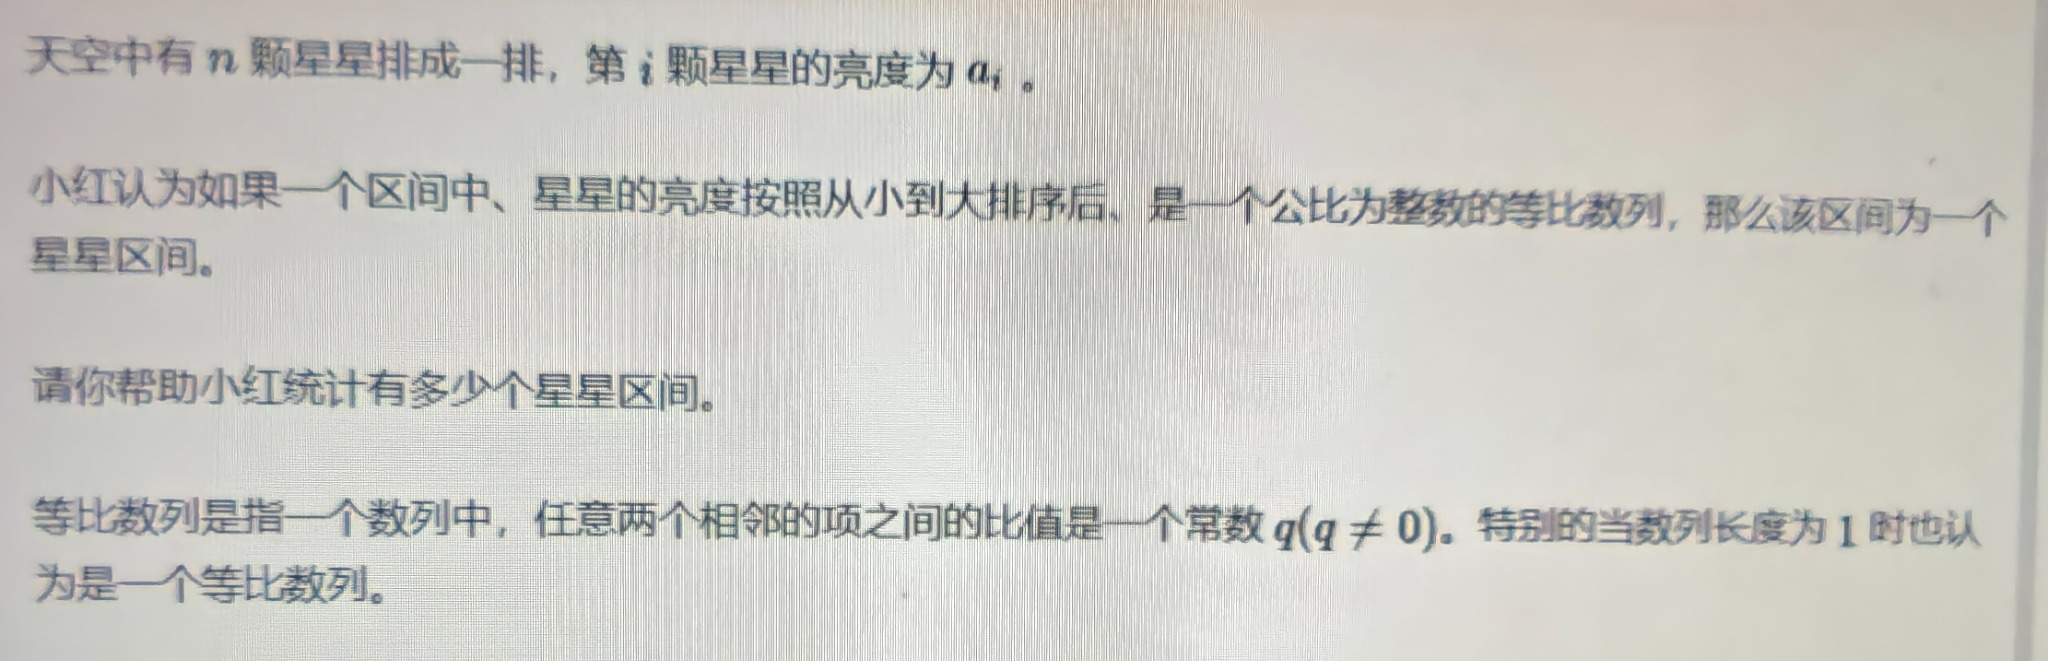 天空中有 n 颗星星排成一排，第 i 颗星星的亮度为 aᵢ 。
小红认为如果一个区间中、星星的亮度按照从小到大排序后、是一个公比为整数的等比数列，那么该区间为一个
星星区间。
请你帮助小红统计有多少个星星区间。
等比数列是指一个数列中，任意两个相邻的项之间的比值是一个常数 q(q ≠ 0)。特别的当数列长度为 1 时也认
为是一个等比数列。